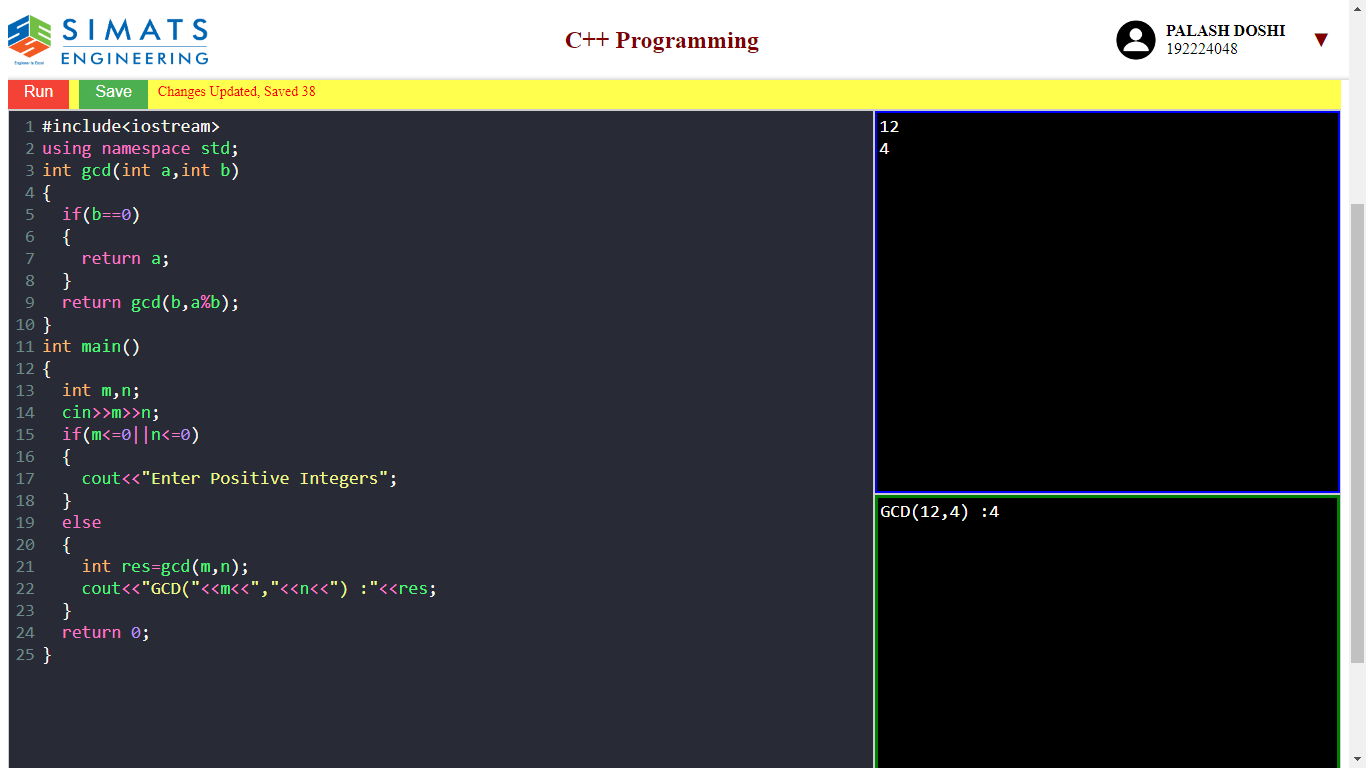 SIMATS
ENGINEERING
Engineer to Excel
C++ Programming
PALASH DOSHI
192224048
▼
Run Save Changes Updated, Saved 38
1 #include<iostream>
2 using namespace std;
3 int gcd(int a,int b)
4 {
5   if(b==0)
6   {
7     return a;
8   }
9   return gcd(b,a%b);
10 }
11 int main()
12 {
13   int m,n;
14   cin>>m>>n;
15   if(m<=0||n<=0)
16   {
17     cout<<"Enter Positive Integers";
18   }
19   else
20   {
21     int res=gcd(m,n);
22     cout<<"GCD("<<m<<","<<n<<") :"<<res;
23   }
24   return 0;
25 }
12
4
GCD(12,4) :4